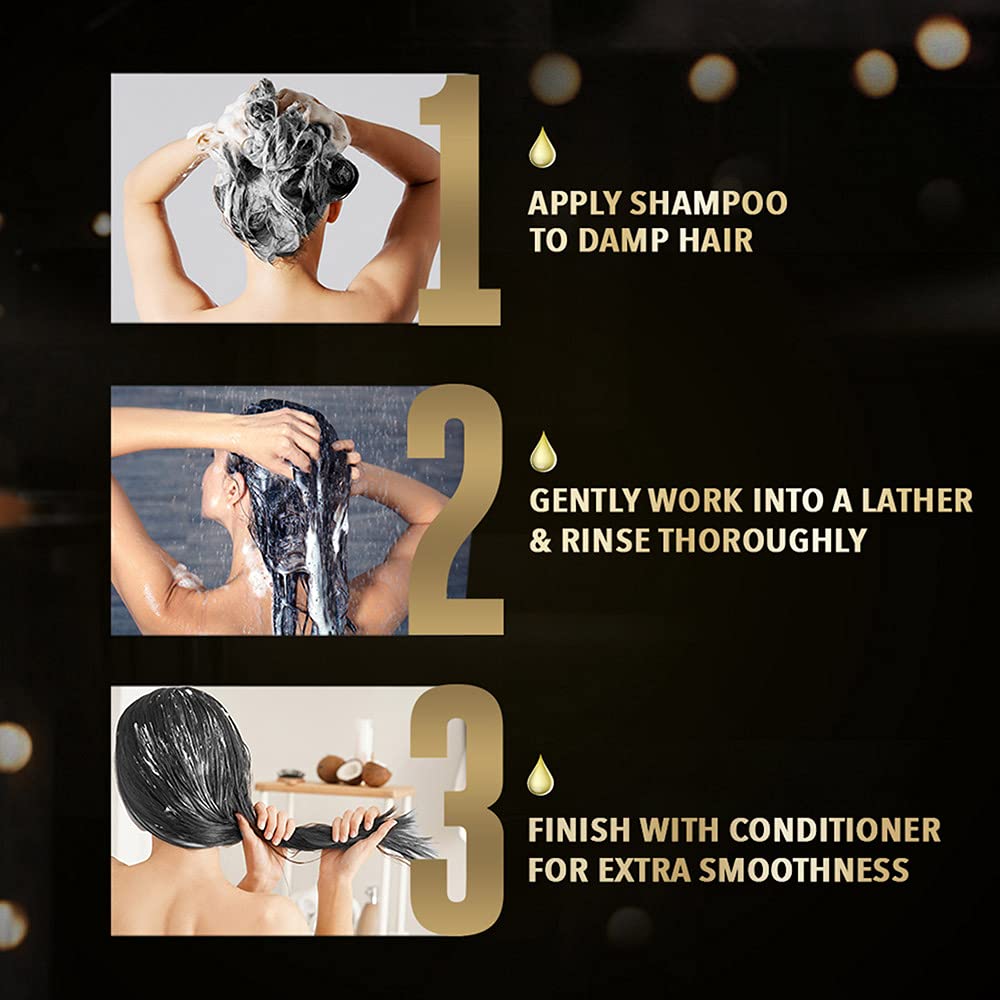 1
APPLY SHAMPOO
TO DAMP HAIR
2
GENTLY WORK INTO A LATHER
& RINSE THOROUGHLY
3
FINISH WITH CONDITIONER
FOR EXTRA SMOOTHNESS